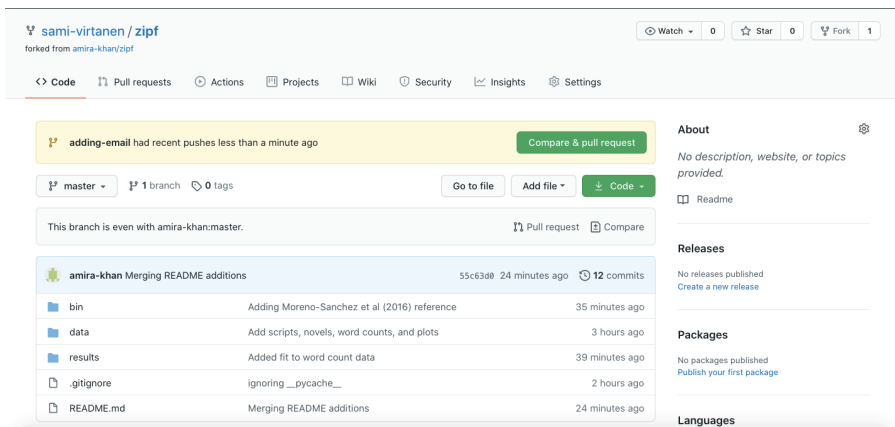 sami-virtanen / zipf
Watch 0 Star 0 Fork 1
forked from amira-khan/zipf
Code Pull requests Actions Projects Wiki Security Insights Settings
adding-email had recent pushes less than a minute ago Compare & pull request
master 1 branch 0 tags Go to file Add file Code
This branch is even with amira-khan:master. Pull request Compare
amira-khan Merging README additions 55c63d0 24 minutes ago 12 commits
bin Adding Moreno-Sanchez et al (2016) reference 35 minutes ago
data Add scripts, novels, word counts, and plots 3 hours ago
results Added fit to word count data 39 minutes ago
.gitignore ignoring __pycache__ 2 hours ago
README.md Merging README additions 24 minutes ago
About
No description, website, or topics
provided.
Readme
Releases
No releases published
Create a new release
Packages
No packages published
Publish your first package
Languages